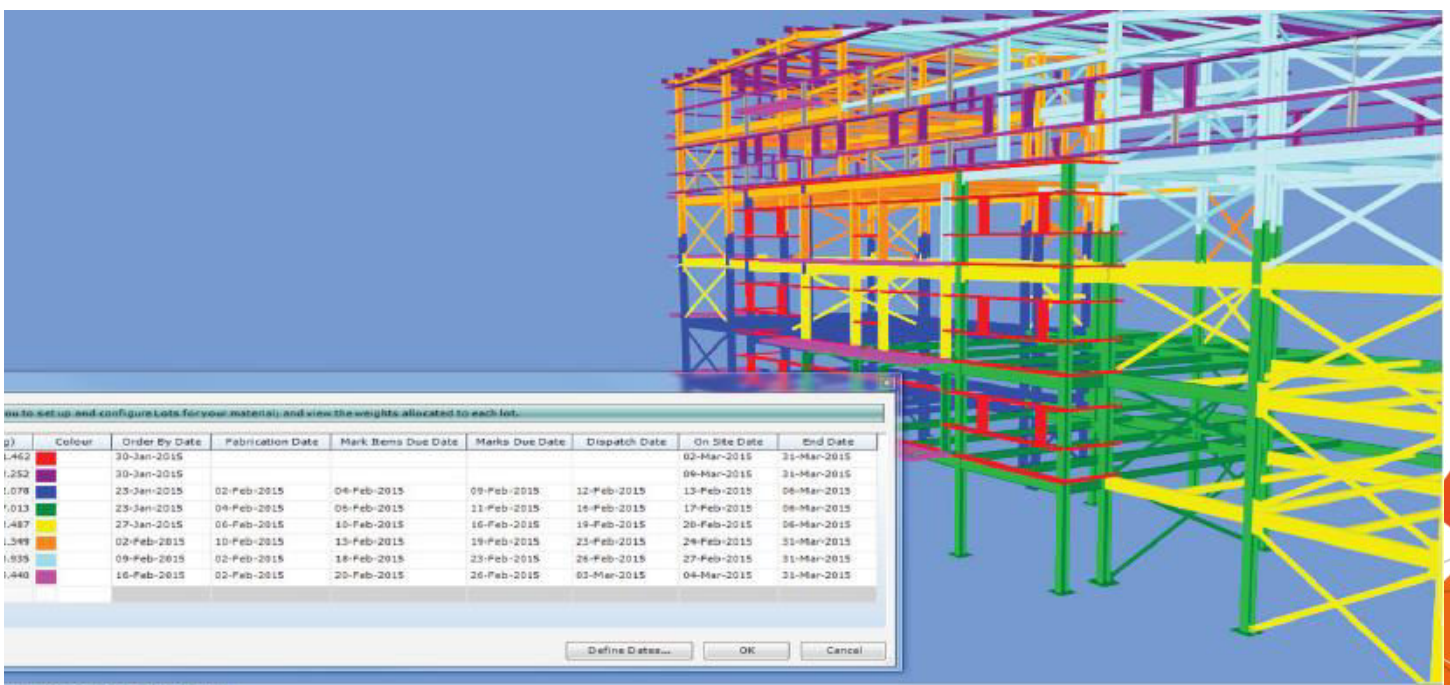 you to set up and configure Lots for your material; and view the weights allocated to each lot.
g) Colour Order By Date Fabrication Date Mark Items Due Date Marks Due Date Dispatch Date On Site Date End Date
.462 30-Jan-2015 02-Mar-2015 31-Mar-2015
.252 30-Jan-2015 09-Mar-2015 31-Mar-2015
.078 23-Jan-2015 02-Feb-2015 04-Feb-2015 09-Feb-2015 12-Feb-2015 13-Feb-2015 06-Mar-2015
.013 23-Jan-2015 04-Feb-2015 06-Feb-2015 11-Feb-2015 16-Feb-2015 17-Feb-2015 06-Mar-2015
.487 27-Jan-2015 06-Feb-2015 10-Feb-2015 16-Feb-2015 19-Feb-2015 20-Feb-2015 06-Mar-2015
.349 02-Feb-2015 10-Feb-2015 13-Feb-2015 19-Feb-2015 23-Feb-2015 24-Feb-2015 31-Mar-2015
.935 09-Feb-2015 02-Feb-2015 18-Feb-2015 23-Feb-2015 26-Feb-2015 27-Feb-2015 31-Mar-2015
.440 16-Feb-2015 02-Feb-2015 20-Feb-2015 26-Feb-2015 03-Mar-2015 04-Mar-2015 31-Mar-2015
Define Dates... OK Cancel